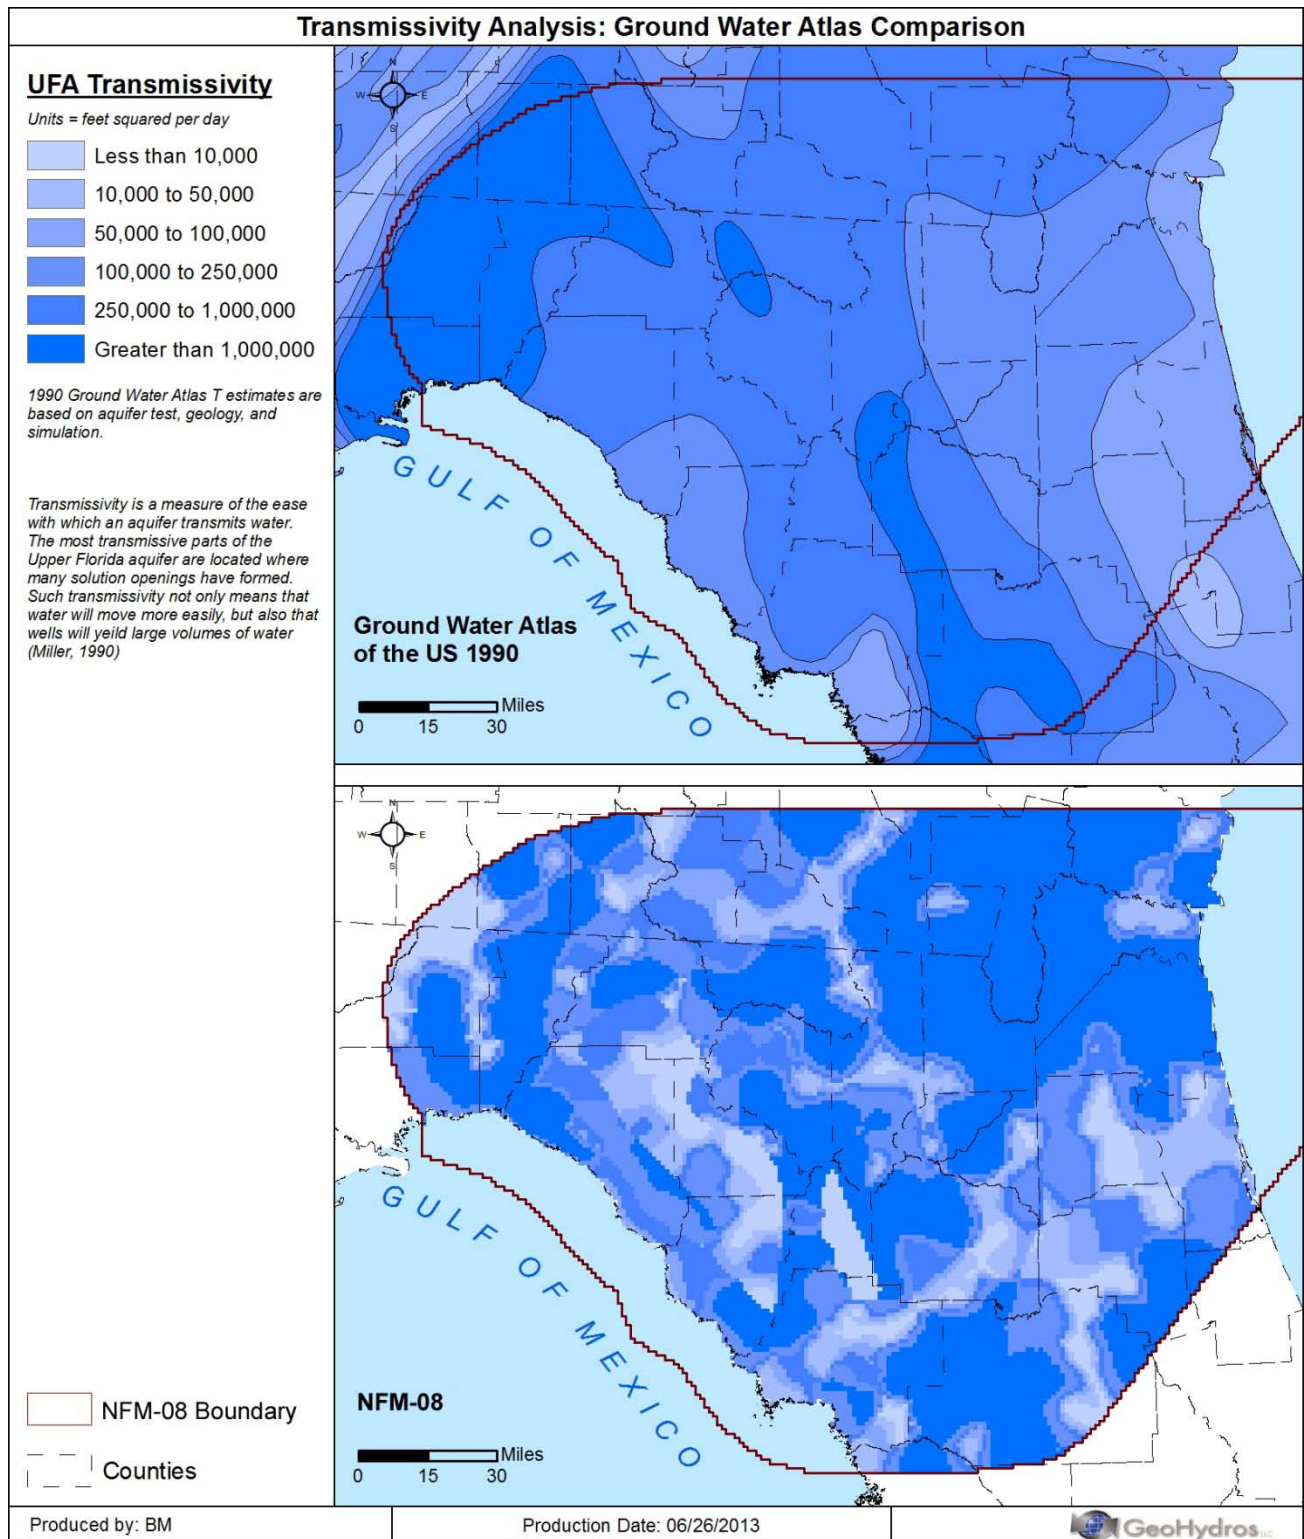 Transmissivity Analysis: Ground Water Atlas Comparison
UFA Transmissivity
Units = feet squared per day
Less than 10,000
10,000 to 50,000
50,000 to 100,000
100,000 to 250,000
250,000 to 1,000,000
Greater than 1,000,000
1990 Ground Water Atlas T estimates are
based on aquifer test, geology, and
simulation.
Transmissivity is a measure of the ease
with which an aquifer transmits water.
The most transmissive parts of the
Upper Florida aquifer are located where
many solution openings have formed.
Such transmissivity not only means that
water will move more easily, but also that
wells will yeild large volumes of water
(Miller, 1990)
N
W E
S
GULF OF MEXICO
Ground Water Atlas
of the US 1990
Miles
0 15 30
N
W E
S
GULF OF MEXICO
NFM-08
Miles
0 15 30
NFM-08 Boundary
Counties
Produced by: BM
Production Date: 06/26/2013
GeoHydros LLC